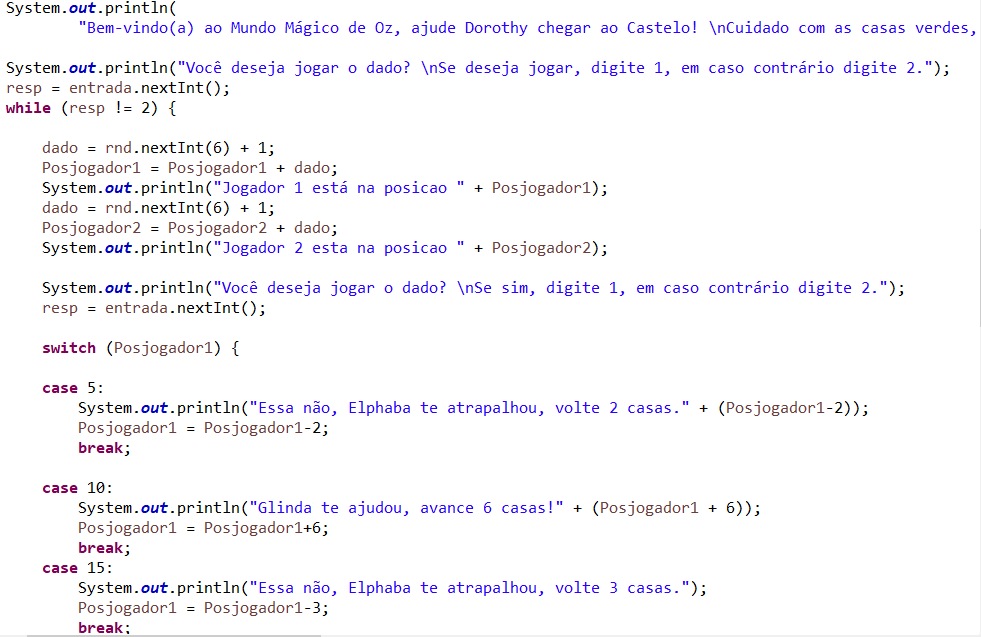 System.out.println(
"Bem-vindo(a) ao Mundo Mágico de Oz, ajude Dorothy chegar ao Castelo! \nCuidado com as casas verdes,
System.out.println("Você deseja jogar o dado? \nSe deseja jogar, digite 1, em caso contrário digite 2.");
resp = entrada.nextInt();
while (resp != 2) {
dado = rnd.nextInt(6) + 1;
Posjogador1 = Posjogador1 + dado;
System.out.println("Jogador 1 está na posicao " + Posjogador1);
dado = rnd.nextInt(6) + 1;
Posjogador2 = Posjogador2 + dado;
System.out.println("Jogador 2 esta na posicao " + Posjogador2);
System.out.println("Você deseja jogar o dado? \nSe sim, digite 1, em caso contrário digite 2.");
resp = entrada.nextInt();
switch (Posjogador1) {
case 5:
System.out.println("Essa não, Elphaba te atrapalhou, volte 2 casas." + (Posjogador1-2));
Posjogador1 = Posjogador1-2;
break;
case 10:
System.out.println("Glinda te ajudou, avance 6 casas!" + (Posjogador1 + 6));
Posjogador1 = Posjogador1+6;
break;
case 15:
System.out.println("Essa não, Elphaba te atrapalhou, volte 3 casas.");
Posjogador1 = Posjogador1-3;
break;